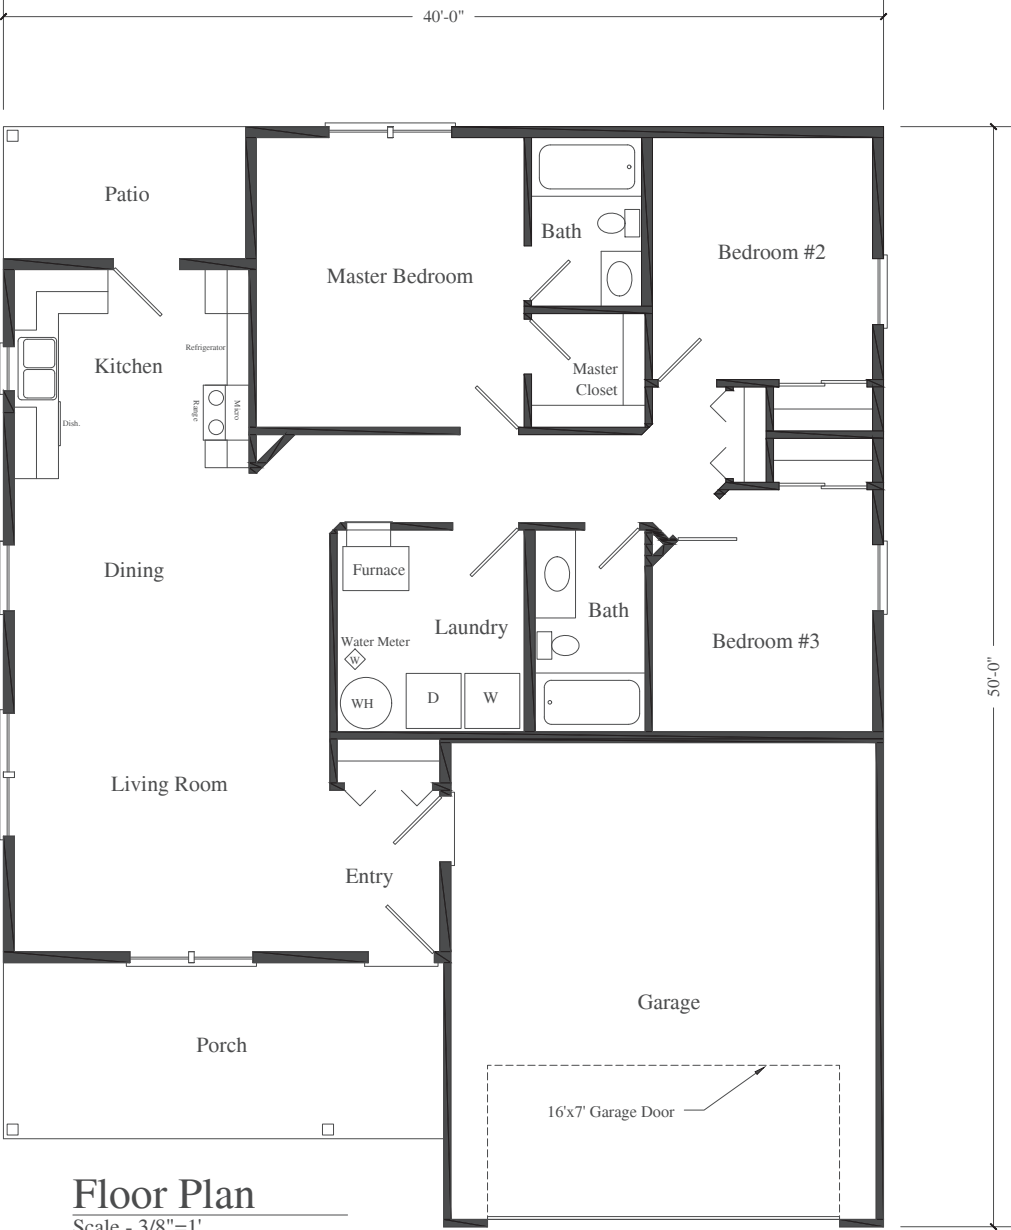 40'-0"
Patio
Bath
Bedroom #2
Master Bedroom
Refrigerator
Kitchen
Master
Closet
Range
Micro
Dish.
Dining
Furnace
Bath
Laundry
Water Meter
W
Bedroom #3
50'-0"
WH
D
W
Living Room
Entry
Garage
Porch
16'x7' Garage Door
Floor Plan
Scale - 3/8"=1'